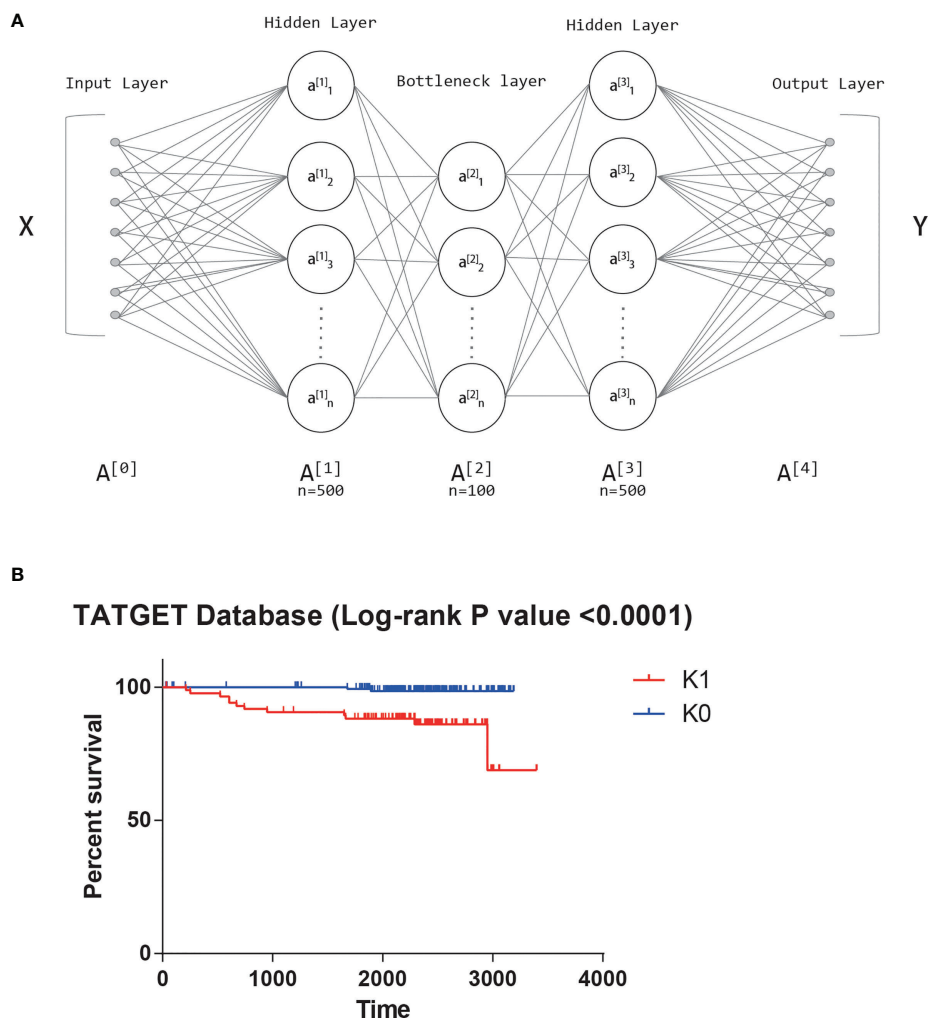 A
Hidden Layer
Hidden Layer
Input Layer
Bottleneck layer
Output Layer
a[1]1
a[3]1
a[1]2
a[2]1
a[3]2
X
Y
a[1]3
a[2]2
a[3]3
a[1]n
a[2]n
a[3]n
A[0]
A[1]
A[2]
A[3]
A[4]
n=500
n=100
n=500
B
TATGET Database (Log-rank P value <0.0001)
K1
K0
100
50
0
Percent survival
0 1000 2000 3000 4000
Time